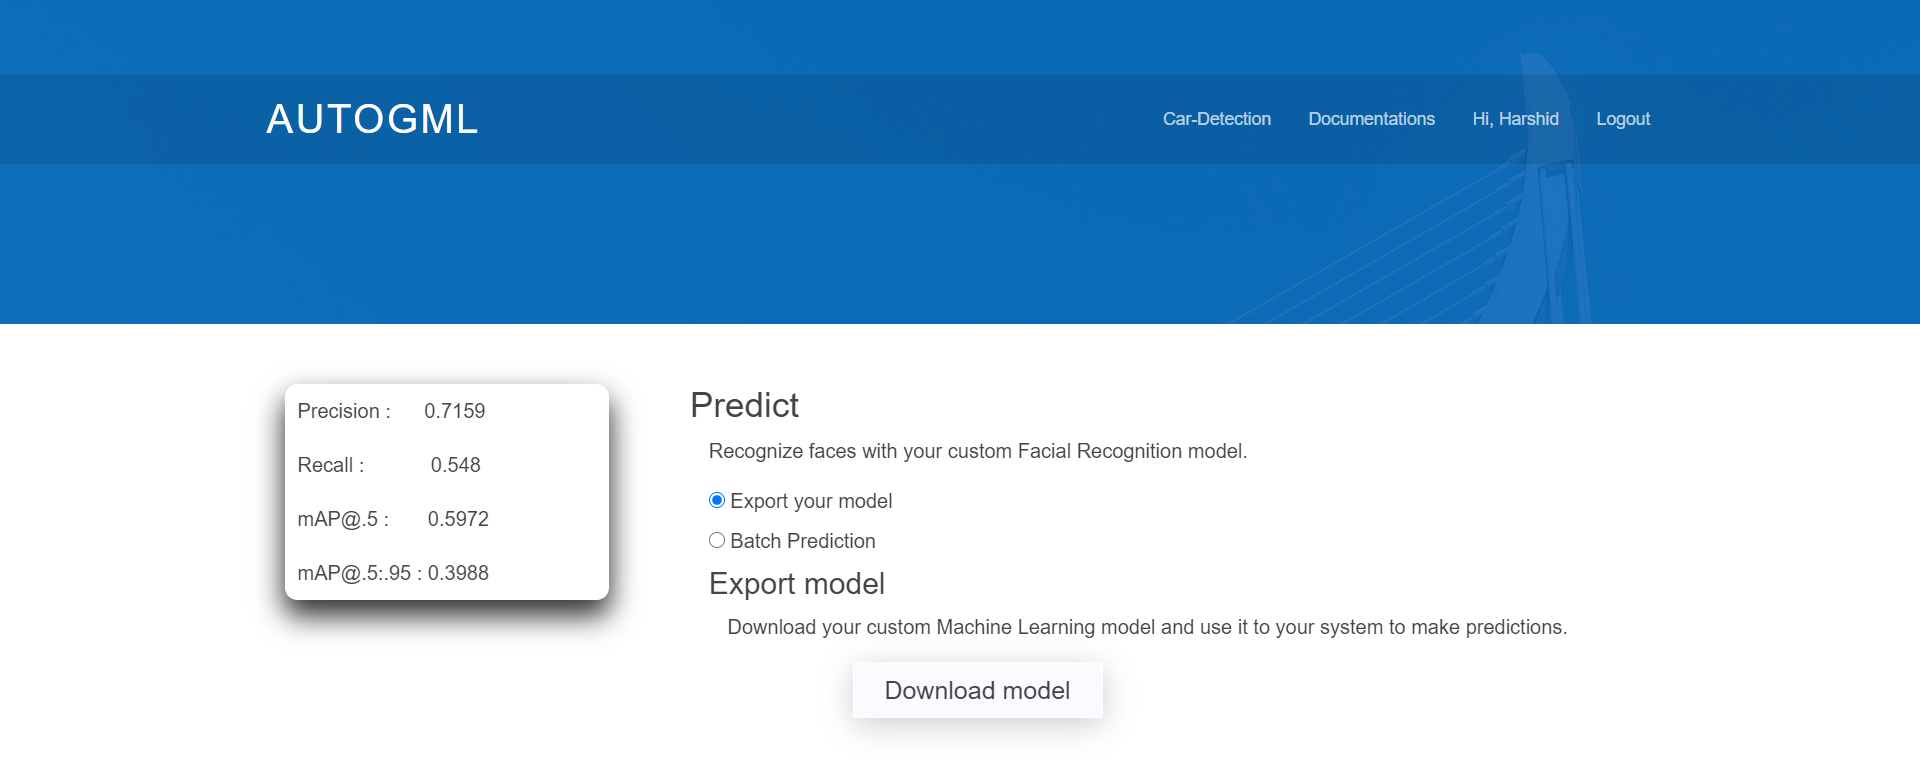 AUTOGML
Car-Detection Documentations Hi, Harshid Logout
Precision : 0.7159
Recall : 0.548
mAP@.5 : 0.5972
mAP@.5:.95 : 0.3988
Predict
Recognize faces with your custom Facial Recognition model.
Export your model
Batch Prediction
Export model
Download your custom Machine Learning model and use it to your system to make predictions.
Download model